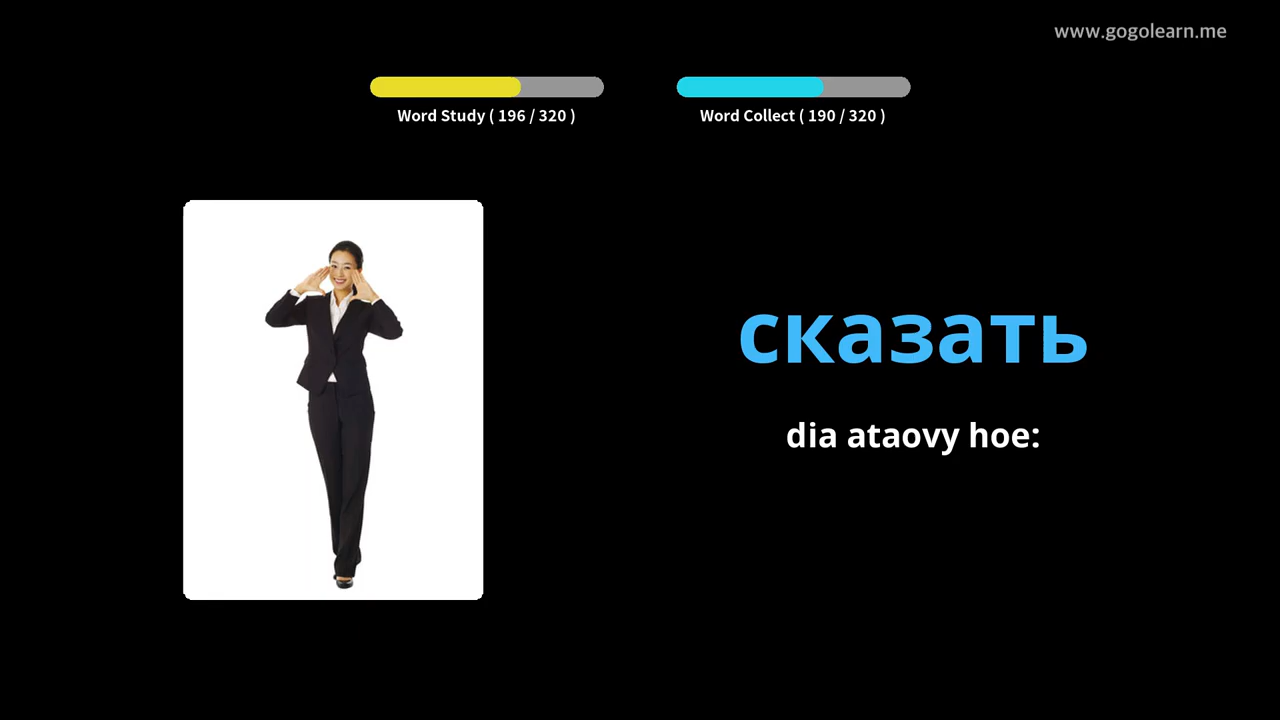 www.gogolearn.me
Word Study ( 196 / 320 )
Word Collect ( 190 / 320 )
сказать
dia ataovy hoe: